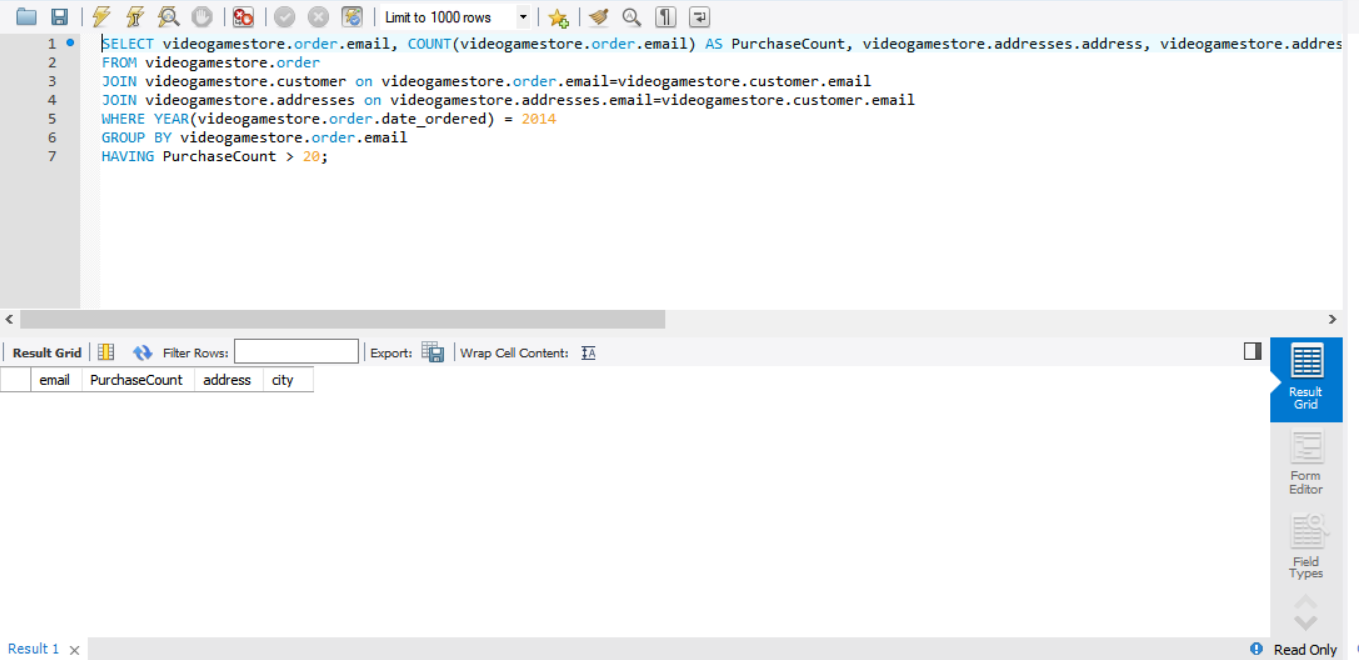 Limit to 1000 rows
1 SELECT videogamestore.order.email, COUNT(videogamestore.order.email) AS PurchaseCount, videogamestore.addresses.address, videogamestore.addres
2 FROM videogamestore.order
3 JOIN videogamestore.customer on videogamestore.order.email=videogamestore.customer.email
4 JOIN videogamestore.addresses on videogamestore.addresses.email=videogamestore.customer.email
5 WHERE YEAR(videogamestore.order.date_ordered) = 2014
6 GROUP BY videogamestore.order.email
7 HAVING PurchaseCount > 20;
Result Grid Filter Rows: Export: Wrap Cell Content: IA
email PurchaseCount address city
Result
Grid
Form
Editor
Field
Types
Result 1 Read Only